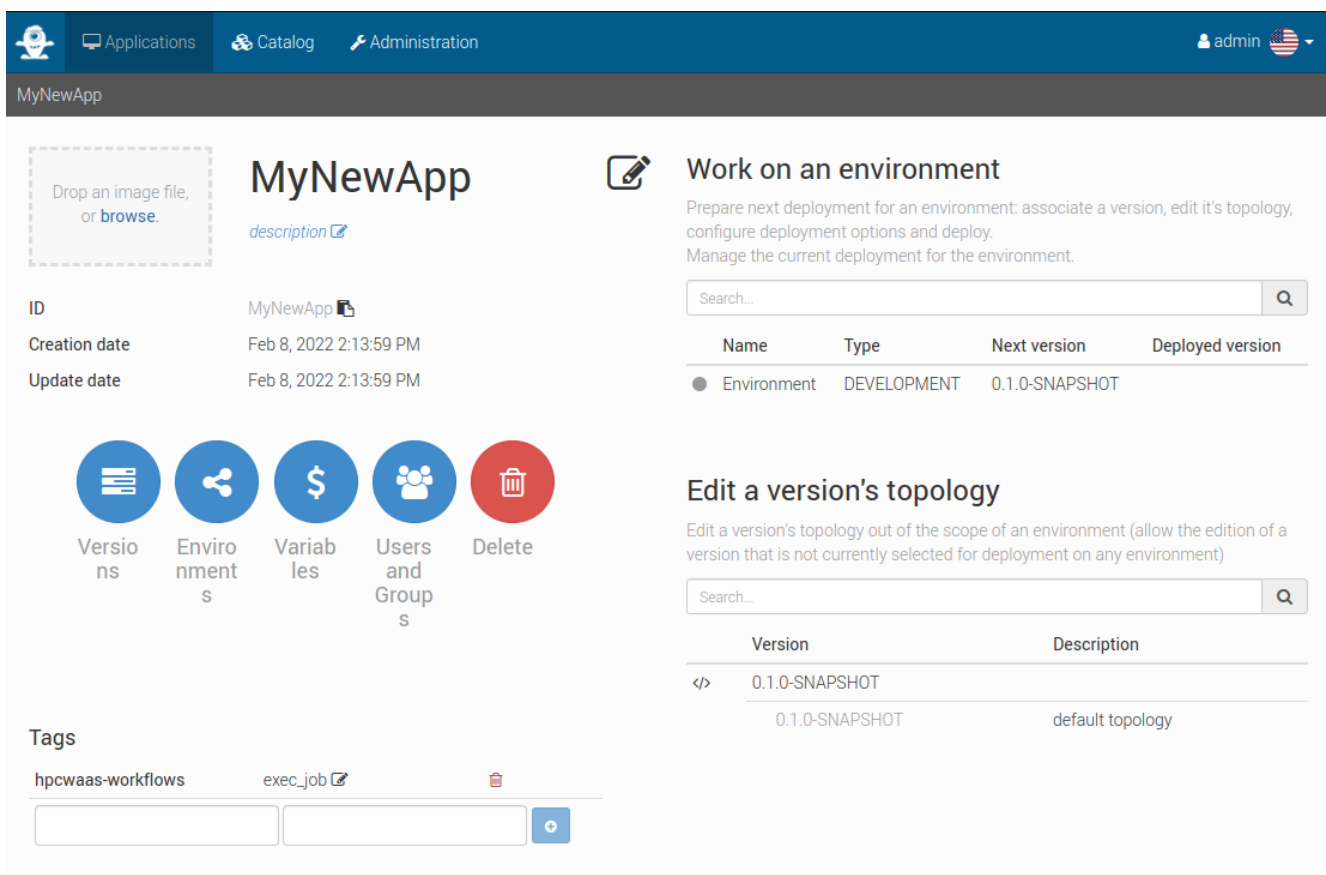 Applications
Catalog
Administration
admin
MyNewApp
Drop an image file,
or browse.
MyNewApp
description
ID
MyNewApp
Creation date
Feb 8, 2022 2:13:59 PM
Update date
Feb 8, 2022 2:13:59 PM
Versio
ns
Enviro
nment
s
Variab
les
Users
and
Group
s
Delete
Tags
hpcwaas-workflows
exec_job
Work on an environment
Prepare next deployment for an environment: associate a version, edit it's topology,
configure deployment options and deploy.
Manage the current deployment for the environment.
Search...
Name Type Next version Deployed version
Environment DEVELOPMENT 0.1.0-SNAPSHOT
Edit a version's topology
Edit a version's topology out of the scope of an environment (allow the edition of a
version that is not currently selected for deployment on any environment)
Search...
Version Description
0.1.0-SNAPSHOT
0.1.0-SNAPSHOT default topology